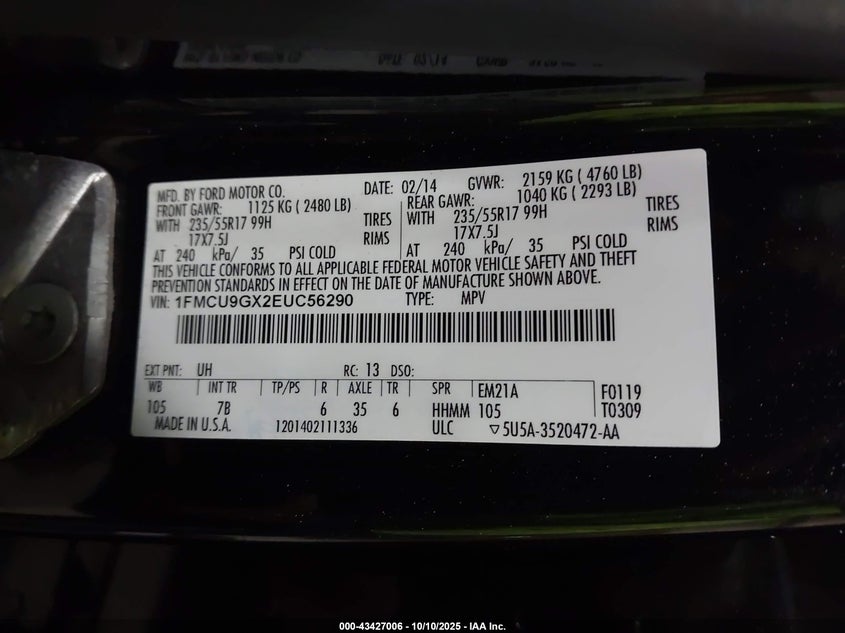 MFD. BY FORD MOTOR CO. DATE: 02/14 GVWR: 2159 KG ( 4760 LB)
FRONT GAWR: 1125 KG ( 2480 LB) REAR GAWR: 1040 KG ( 2293 LB)
WITH 235/55R17 99H TIRES WITH 235/55R17 99H TIRES
17X7.5J RIMS 17X7.5J RIMS
AT 240 kPa/ 35 PSI COLD AT 240 kPa/ 35 PSI COLD
THIS VEHICLE CONFORMS TO ALL APPLICABLE FEDERAL MOTOR VEHICLE SAFETY AND THEFT
PREVENTION STANDARDS IN EFFECT ON THE DATE OF MANUFACTURE SHOWN ABOVE.
VIN: 1FMCU9GX2EUC56290 TYPE: MPV
EXT PNT: UH RC: 13 DSO:
WB INT TR TP/PS R AXLE TR SPR EM21A F0119
105 7B 6 35 6 HHMM 105 T0309
MADE IN U.S.A. 1201402111336 ULC ▽5U5A-3520472-AA
000-43427006 - 10/10/2025 - IAA Inc.